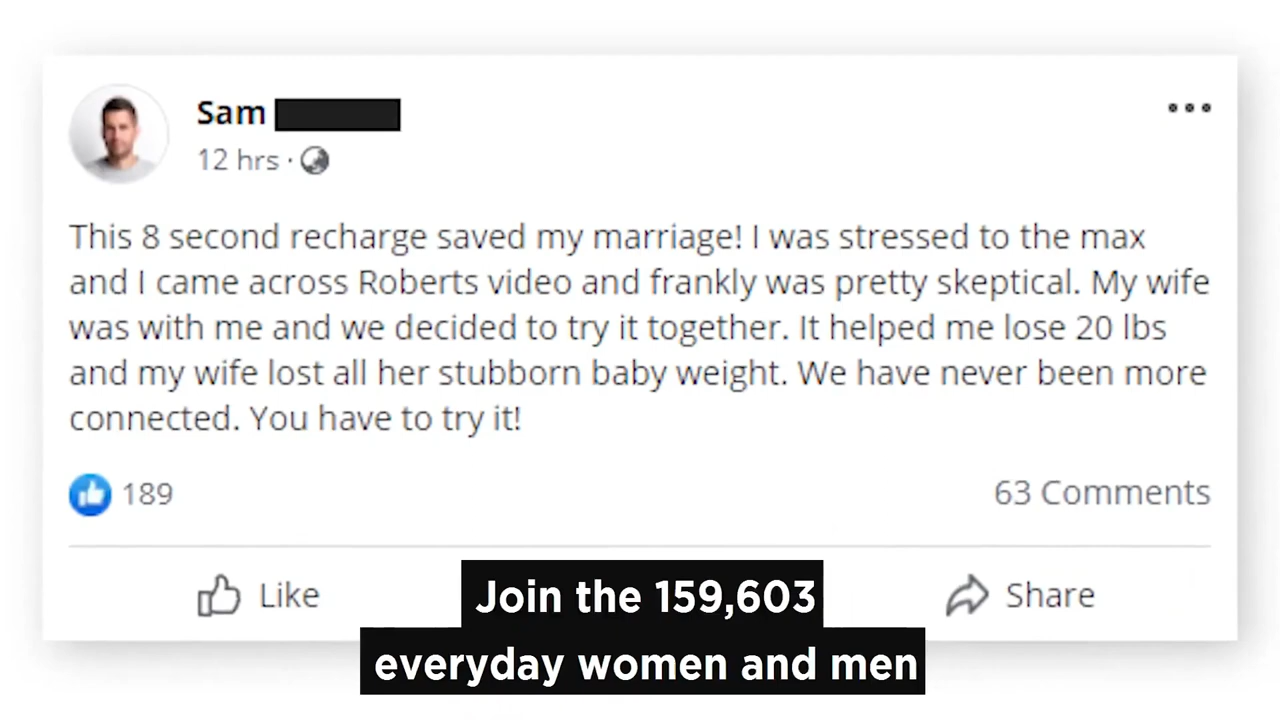 Sam
12 hrs ·
This 8 second recharge saved my marriage! I was stressed to the max
and I came across Roberts video and frankly was pretty skeptical. My wife
was with me and we decided to try it together. It helped me lose 20 lbs
and my wife lost all her stubborn baby weight. We have never been more
connected. You have to try it!
189
63 Comments
Like
Share
Join the 159,603
everyday women and men